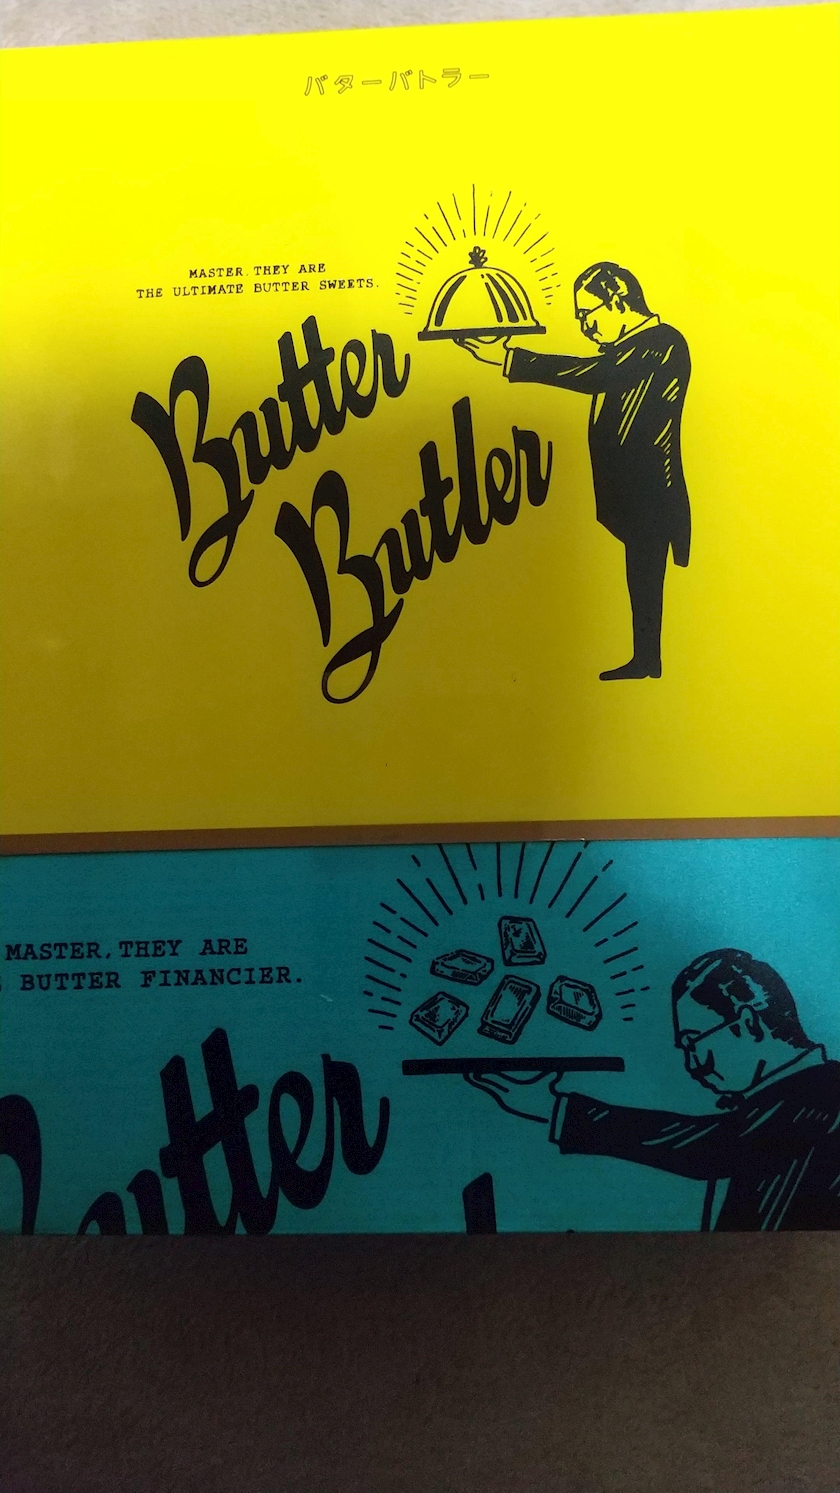 バターバトラー
MASTER, THEY ARE
THE ULTIMATE BUTTER SWEETS.
Butter
Butler
MASTER, THEY ARE
BUTTER FINANCIER.
Butter